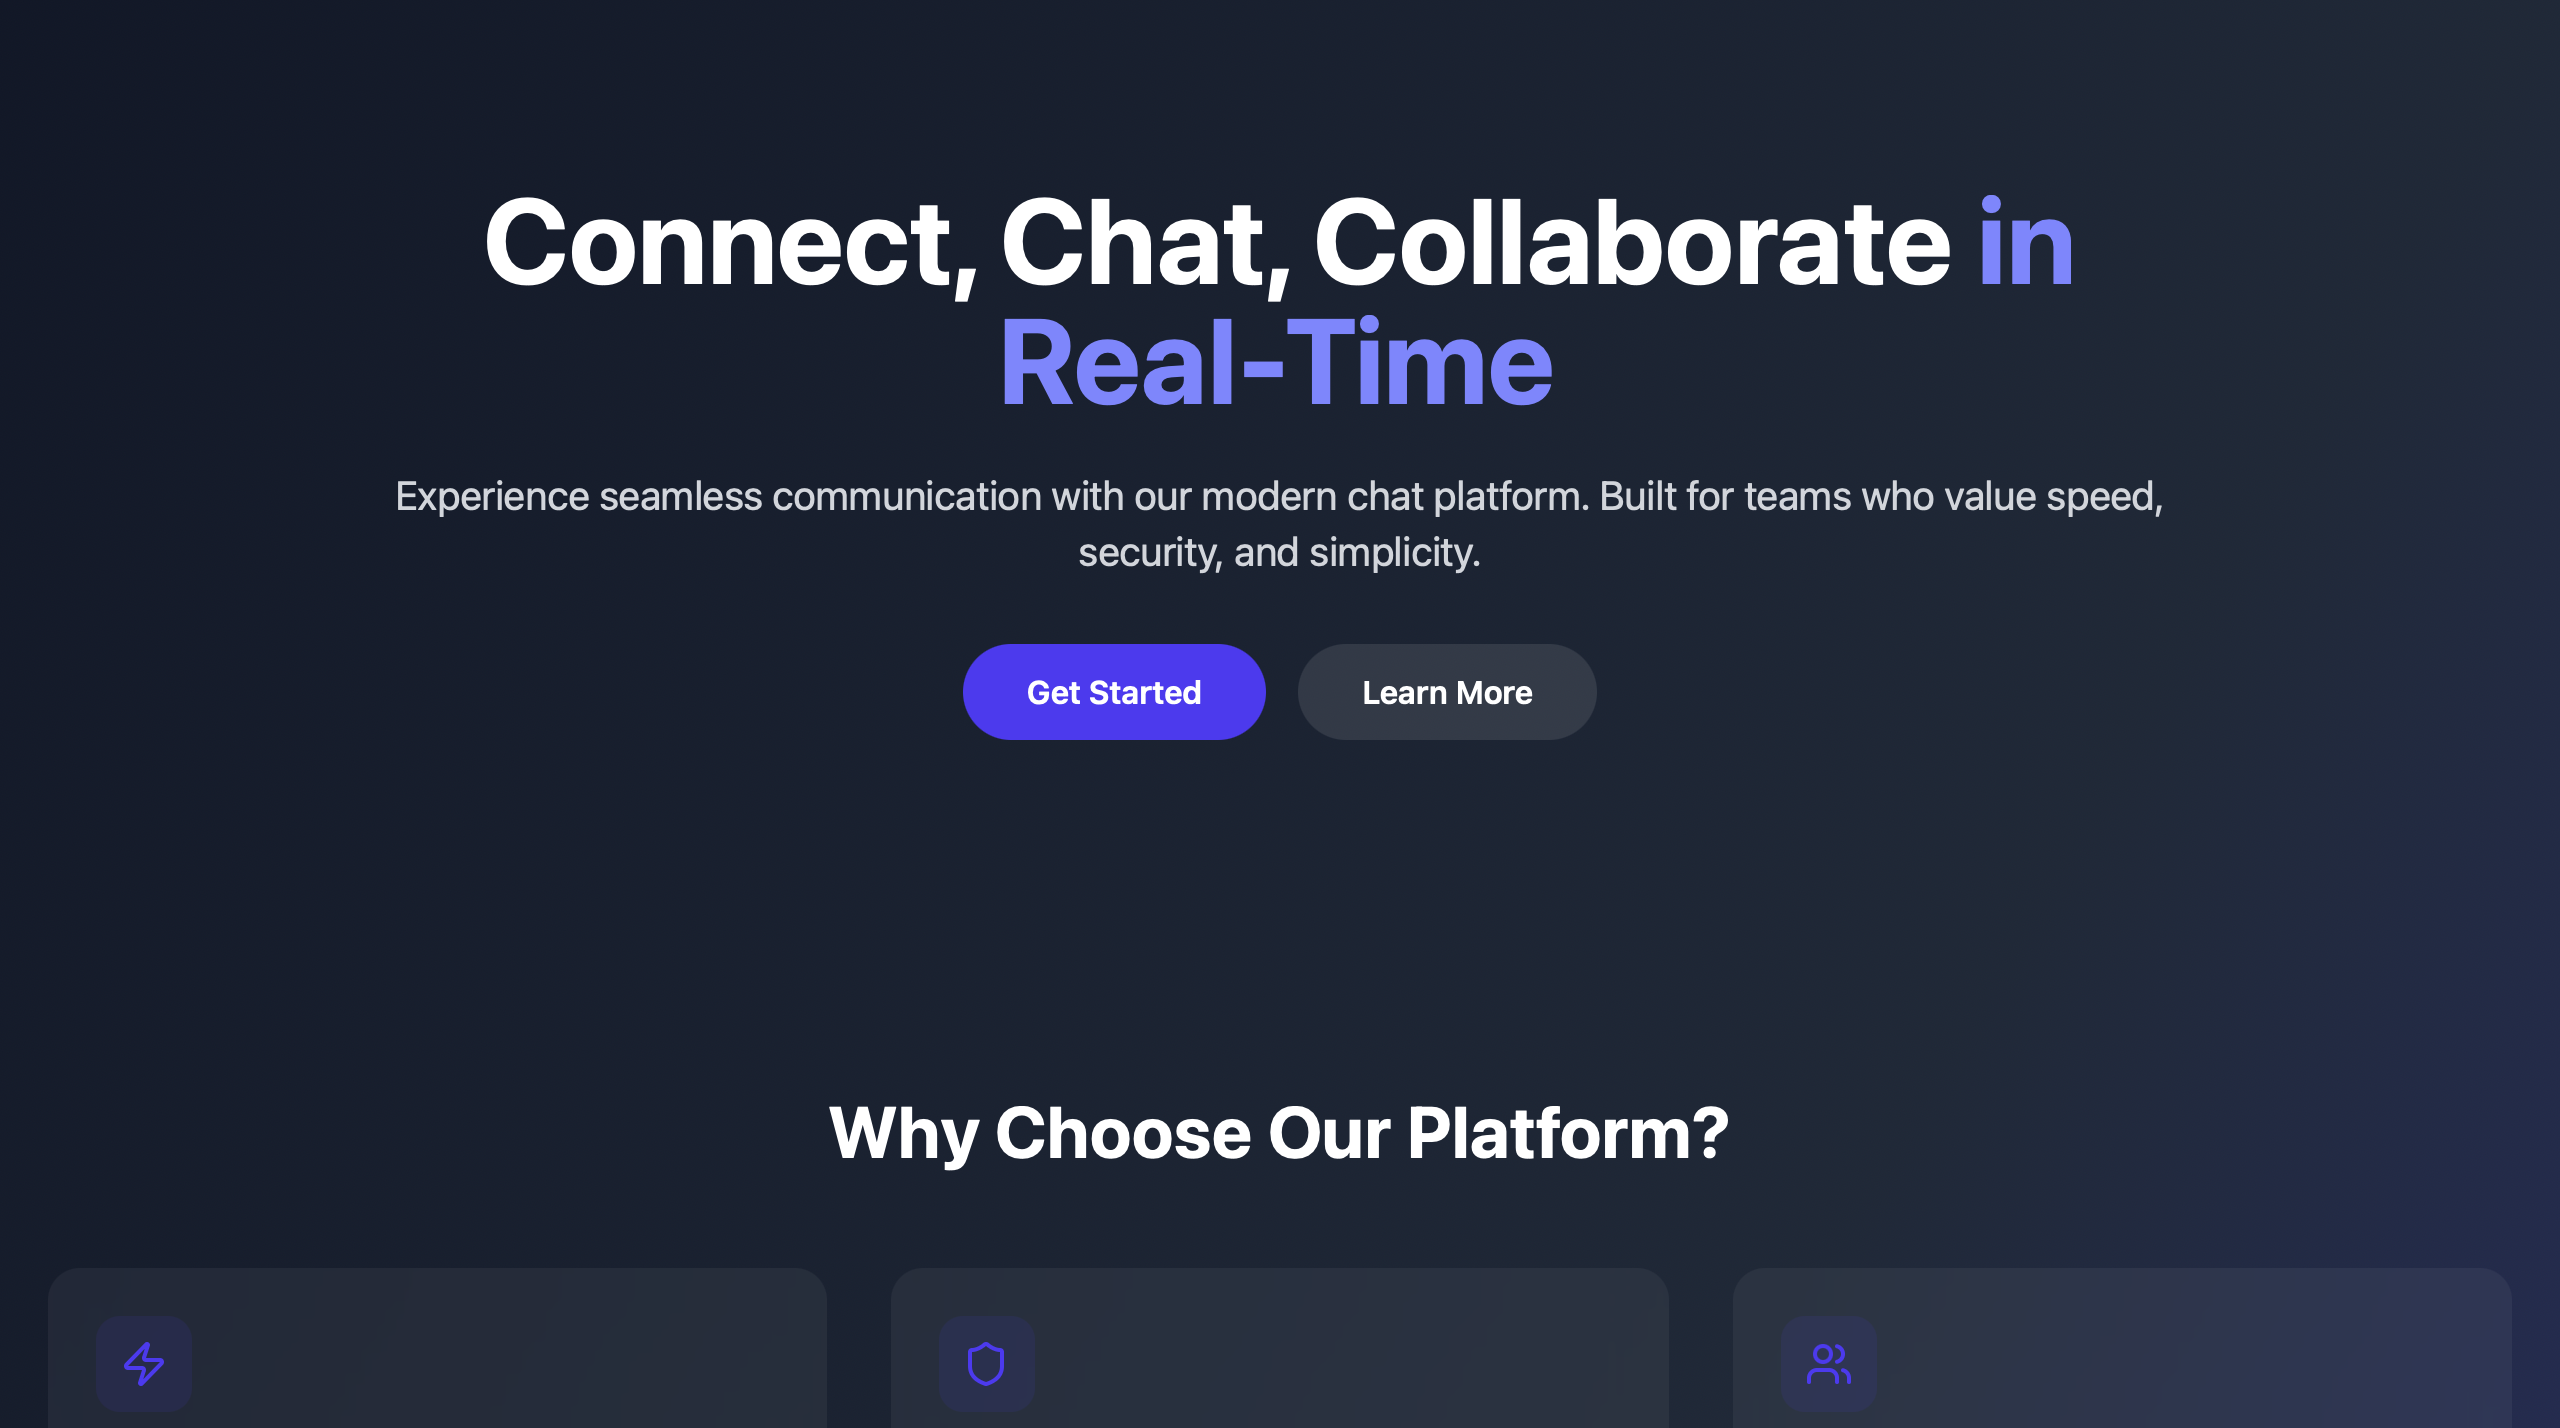 Connect, Chat, Collaborate in
Real-Time
Experience seamless communication with our modern chat platform. Built for teams who value speed,
security, and simplicity.
Get Started
Learn More
Why Choose Our Platform?